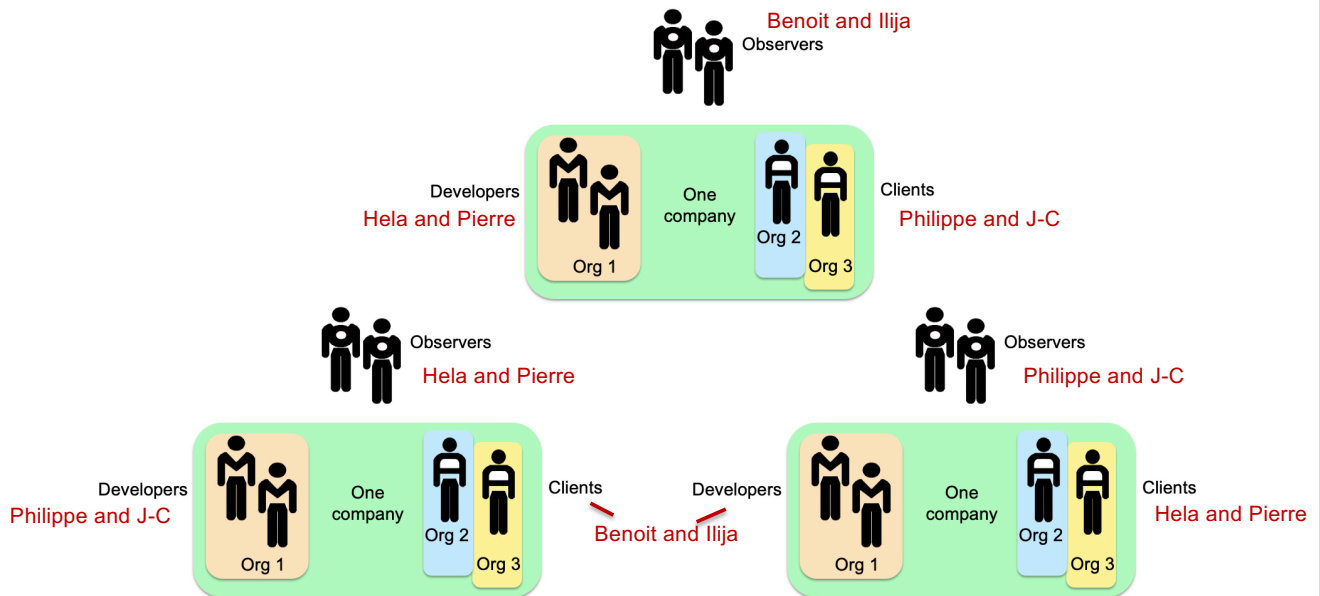 Benoit and Ilija
Observers
Developers
Hela and Pierre
One
company
Org 1
Org 2
Org 3
Clients
Philippe and J-C
Observers
Hela and Pierre
Developers
Philippe and J-C
One
company
Org 1
Org 2
Org 3
Clients
Benoit and Ilija
Observers
Philippe and J-C
Developers
One
company
Org 1
Org 2
Org 3
Clients
Hela and Pierre